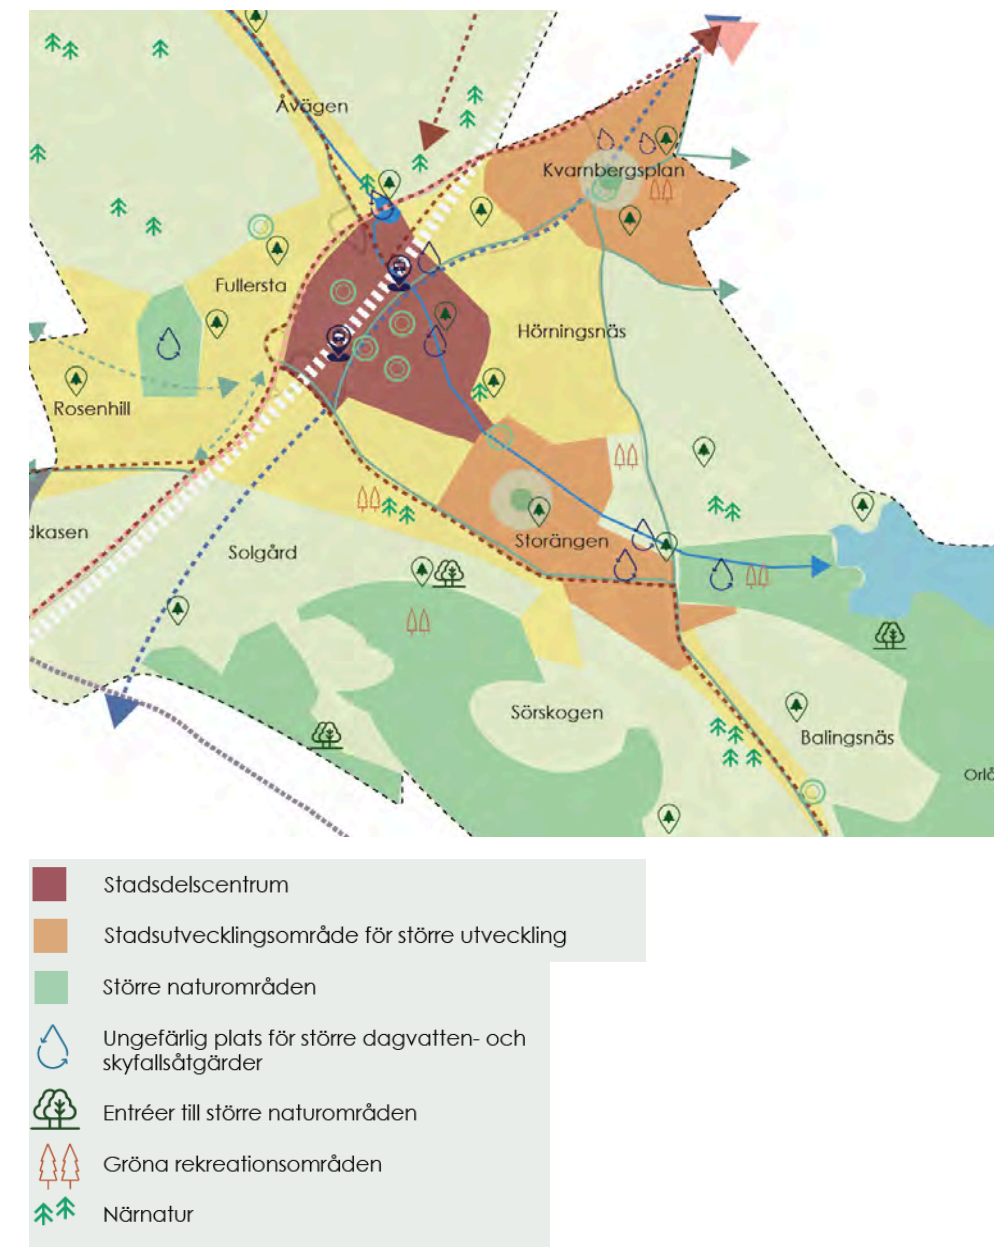 Åvägen
Kvarnbergsplan
Fullersta
Hörningsnäs
Rosenhill
dkasen
Solgård
Storängen
Sörskogen
Balingsnäs
Orlå
Stadsdelscentrum
Stadsutvecklingsområde för större utveckling
Större naturområden
Ungefärlig plats för större dagvatten- och
skyfallsåtgärder
Entréer till större naturområden
Gröna rekreationsområden
Närnatur